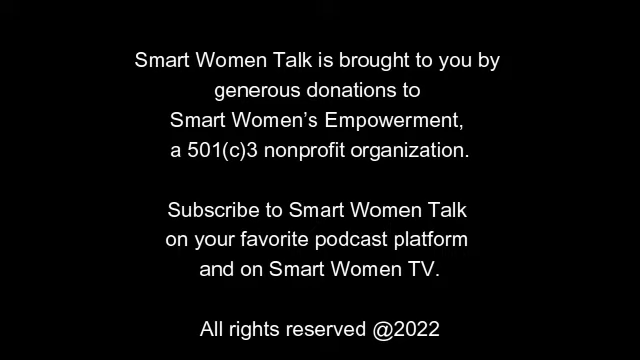 Smart Women Talk is brought to you by
generous donations to
Smart Women’s Empowerment,
a 501(c)3 nonprofit organization.
Subscribe to Smart Women Talk
on your favorite podcast platform
and on Smart Women TV.
All rights reserved @2022